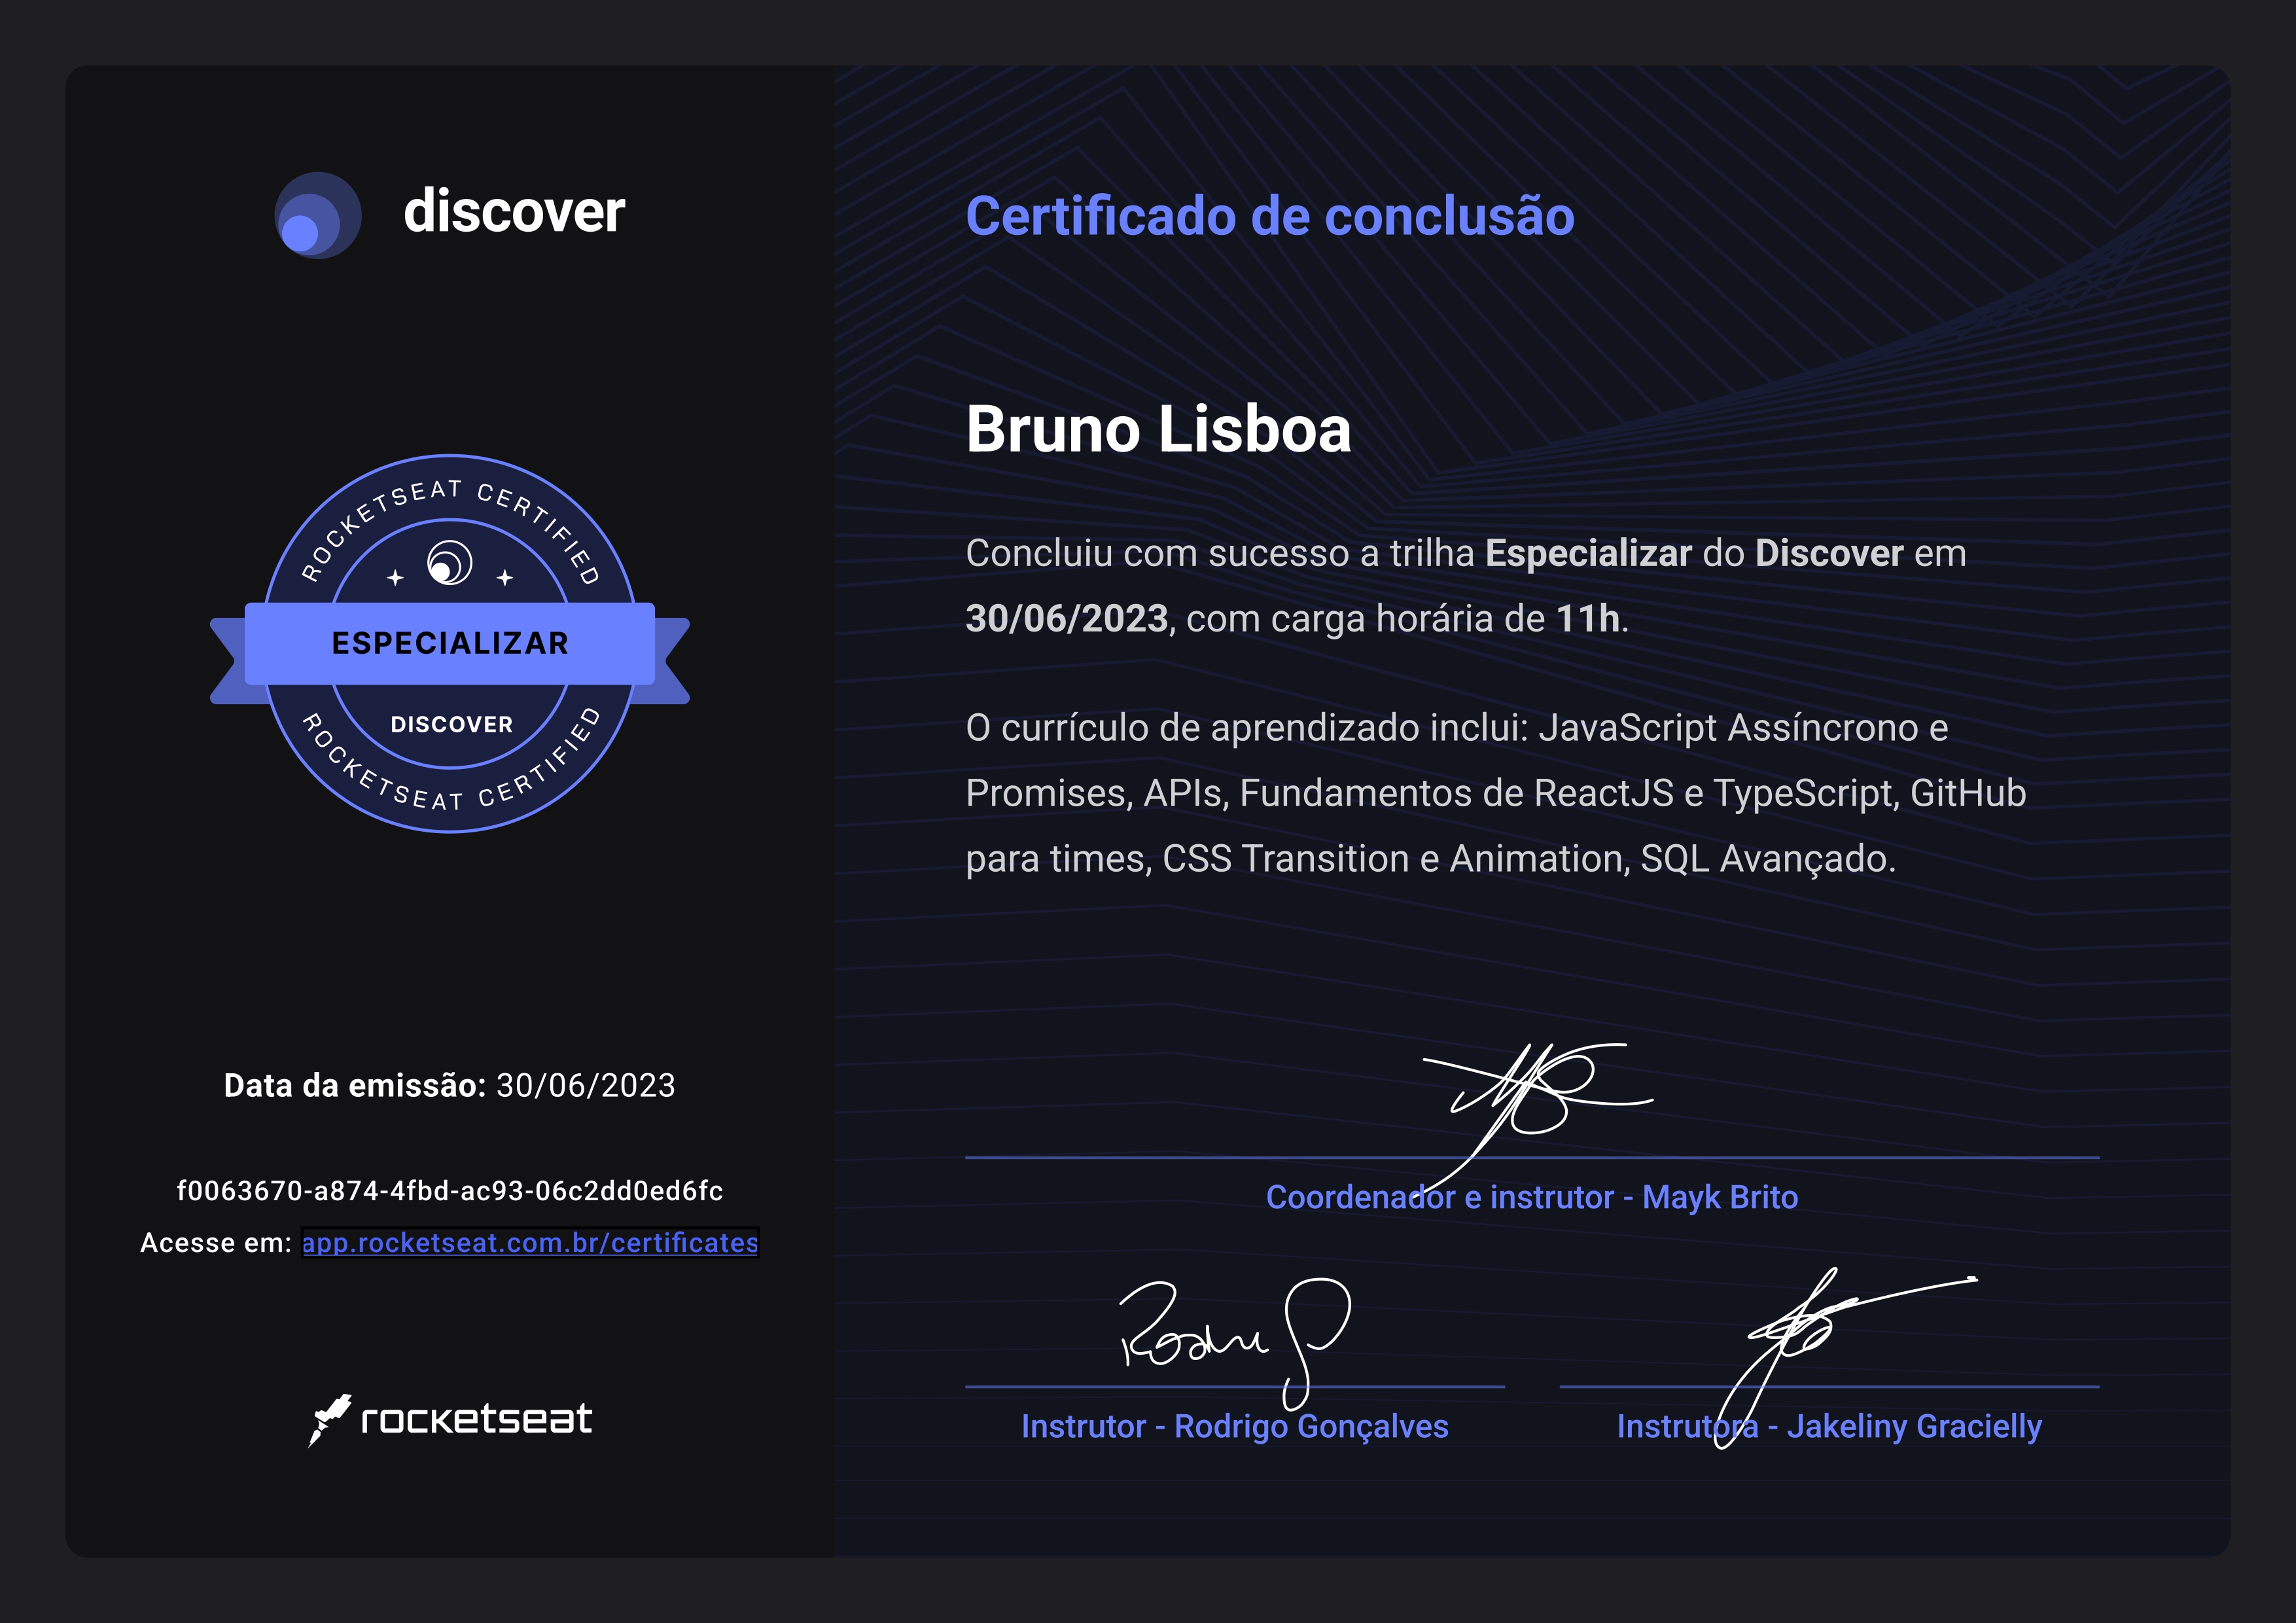 discover
ROCKETSEAT CERTIFIED
ESPECIALIZAR
DISCOVER
ROCKETSEAT CERTIFIED
Data da emissão: 30/06/2023
f0063670-a874-4fbd-ac93-06c2dd0ed6fc
Acesse em: app.rocketseat.com.br/certificates
rocketseat
Certificado de conclusão
Bruno Lisboa
Concluiu com sucesso a trilha Especializar do Discover em
30/06/2023, com carga horária de 11h.
O currículo de aprendizado inclui: JavaScript Assíncrono e
Promises, APIs, Fundamentos de ReactJS e TypeScript, GitHub
para times, CSS Transition e Animation, SQL Avançado.
Coordenador e instrutor - Mayk Brito
Instrutor - Rodrigo Gonçalves
Instrutora - Jakeliny Gracielly